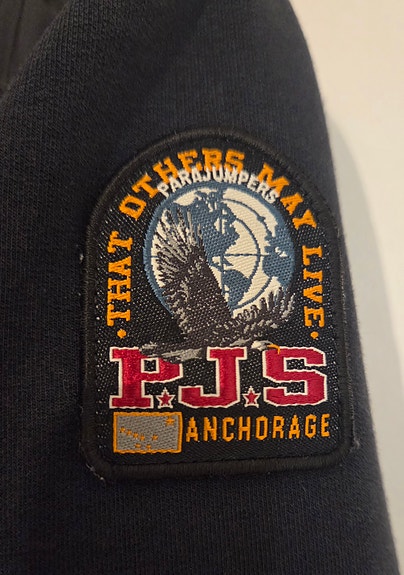 ·THAT OTHERS MAY LIVE·
PARAJUMPERS
P.J.S
ANCHORAGE